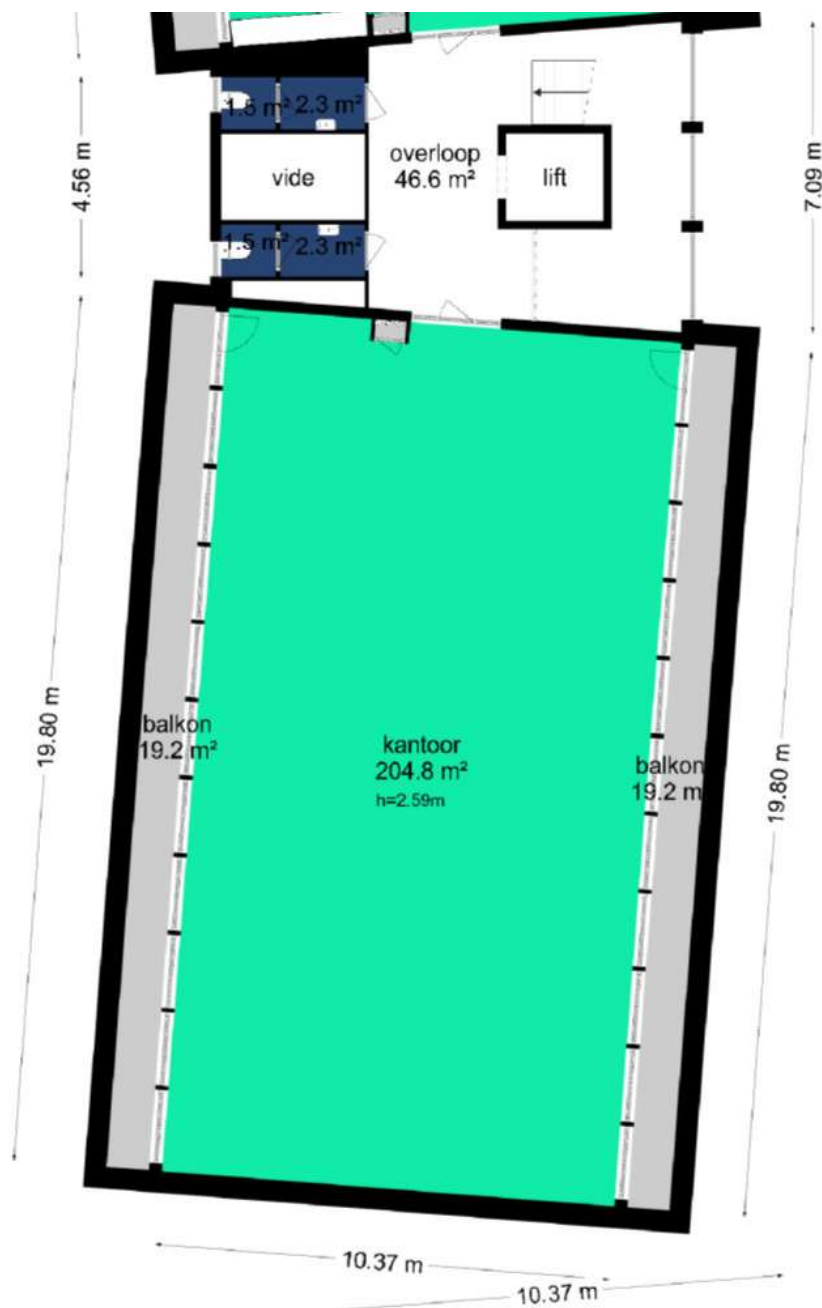 1.5 m² 2.3 m²
4.56 m
vide
overloop
46.6 m²
lift
7.09 m
1.5 m² 2.3 m²
19.80 m
balkon
19.2 m²
kantoor
204.8 m²
h=2.59m
balkon
19.2 m
19.80 m
10.37 m
10.37 m